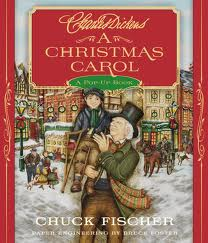 Charles Dickens
"A"
CHRISTMAS
CAROL
A POP-UP BOOK
CHUCK FISCHER
PAPER ENGINEERING BY BRUCE FOSTER